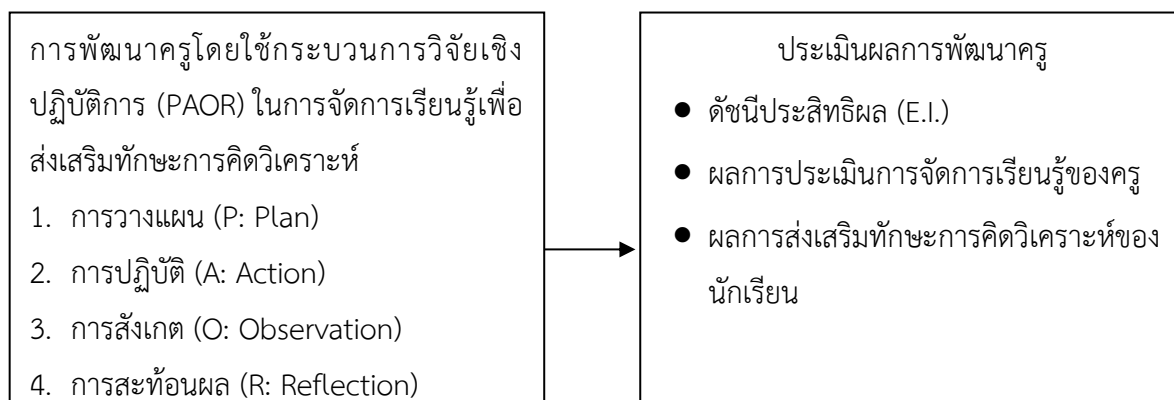 การพัฒนาครูโดยใช้กระบวนการวิจัยเชิง
ปฏิบัติการ (PAOR) ในการจัดการเรียนรู้เพื่อ
ส่งเสริมทักษะการคิดวิเคราะห์
1. การวางแผน (P: Plan)
2. การปฏิบัติ (A: Action)
3. การสังเกต (O: Observation)
4. การสะท้อนผล (R: Reflection)
ประเมินผลการพัฒนาครู
● ดัชนีประสิทธิผล (E.I.)
● ผลการประเมินการจัดการเรียนรู้ของครู
● ผลการส่งเสริมทักษะการคิดวิเคราะห์ของ
นักเรียน